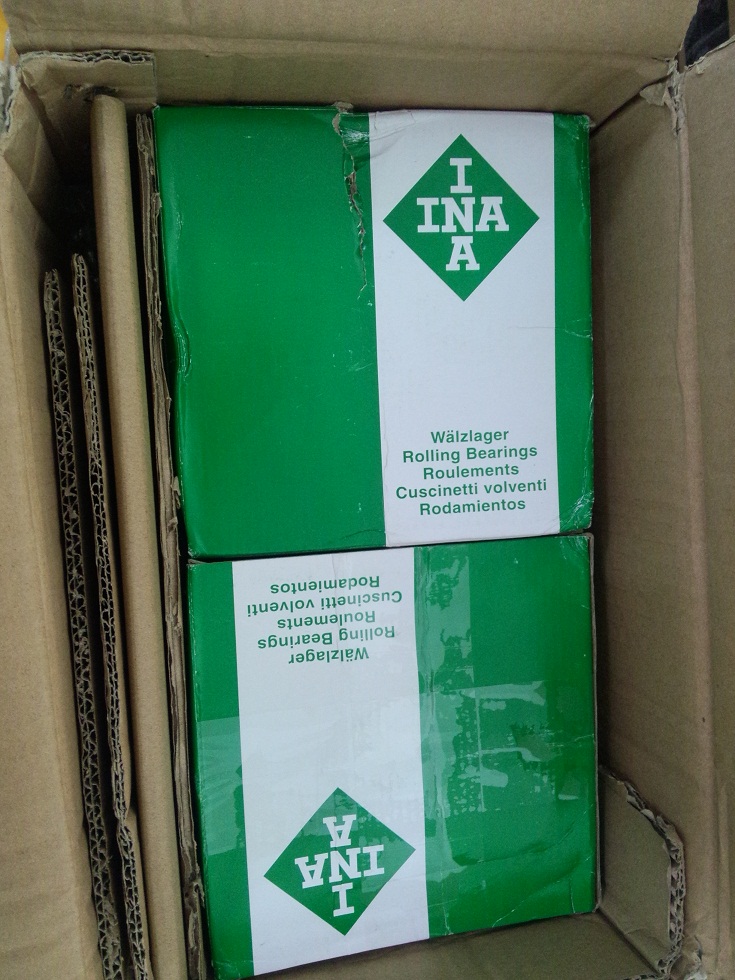 I
INA
A
Wälzlager
Rolling Bearings
Roulements
Cuscinetti volventi
Rodamientos
I
INA
A
Wälzlager
Rolling Bearings
Roulements
Cuscinetti volventi
Rodamientos